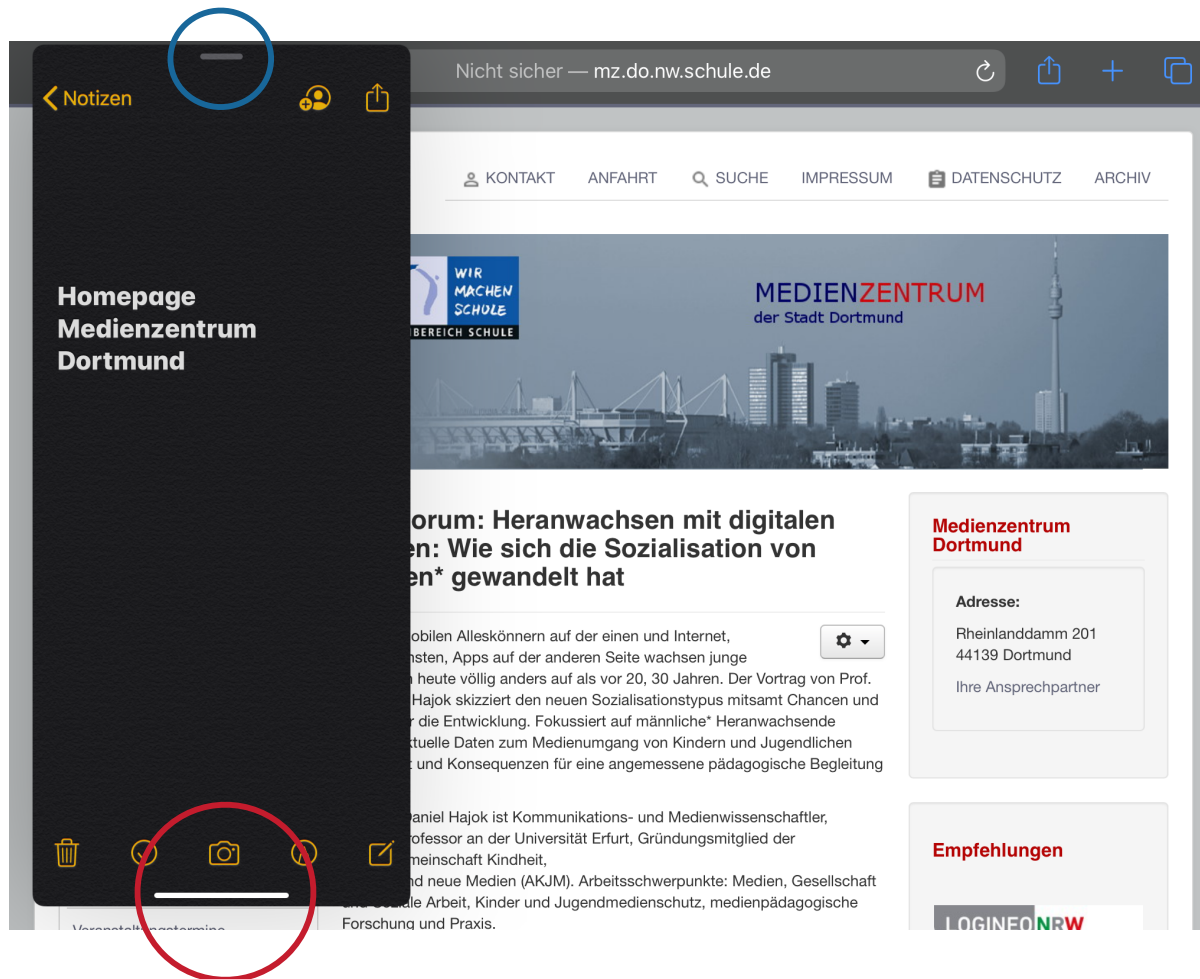 Nicht sicher — mz.do.nw.schule.de
Notizen
KONTAKT ANFAHRT SUCHE IMPRESSUM DATENSCHUTZ ARCHIV
WIR
MACHEN
SCHULE
BEREICH SCHULE
MEDIENZENTRUM
der Stadt Dortmund
Homepage
Medienzentrum
Dortmund
orum: Heranwachsen mit digitalen
en: Wie sich die Sozialisation von
en* gewandelt hat
obilen Alleskönnern auf der einen und Internet,
nsten, Apps auf der anderen Seite wachsen junge
heute völlig anders auf als vor 20, 30 Jahren. Der Vortrag von Prof.
Hajok skizziert den neuen Sozialisationstypus mitsamt Chancen und
r die Entwicklung. Fokussiert auf männliche* Heranwachsende
ktuelle Daten zum Medienumgang von Kindern und Jugendlichen
t und Konsequenzen für eine angemessene pädagogische Begleitung
aniel Hajok ist Kommunikations- und Medienwissenschaftler,
rofessor an der Universität Erfurt, Gründungsmitglied der
meinschaft Kindheit,
nd neue Medien (AKJM). Arbeitsschwerpunkte: Medien, Gesellschaft
und Soziale Arbeit, Kinder und Jugendmedienschutz, medienpädagogische
Forschung und Praxis.
Veranstaltungstermine
Medienzentrum
Dortmund
Adresse:
Rheinlanddamm 201
44139 Dortmund
Ihre Ansprechpartner
Empfehlungen
LOGINEO NRW